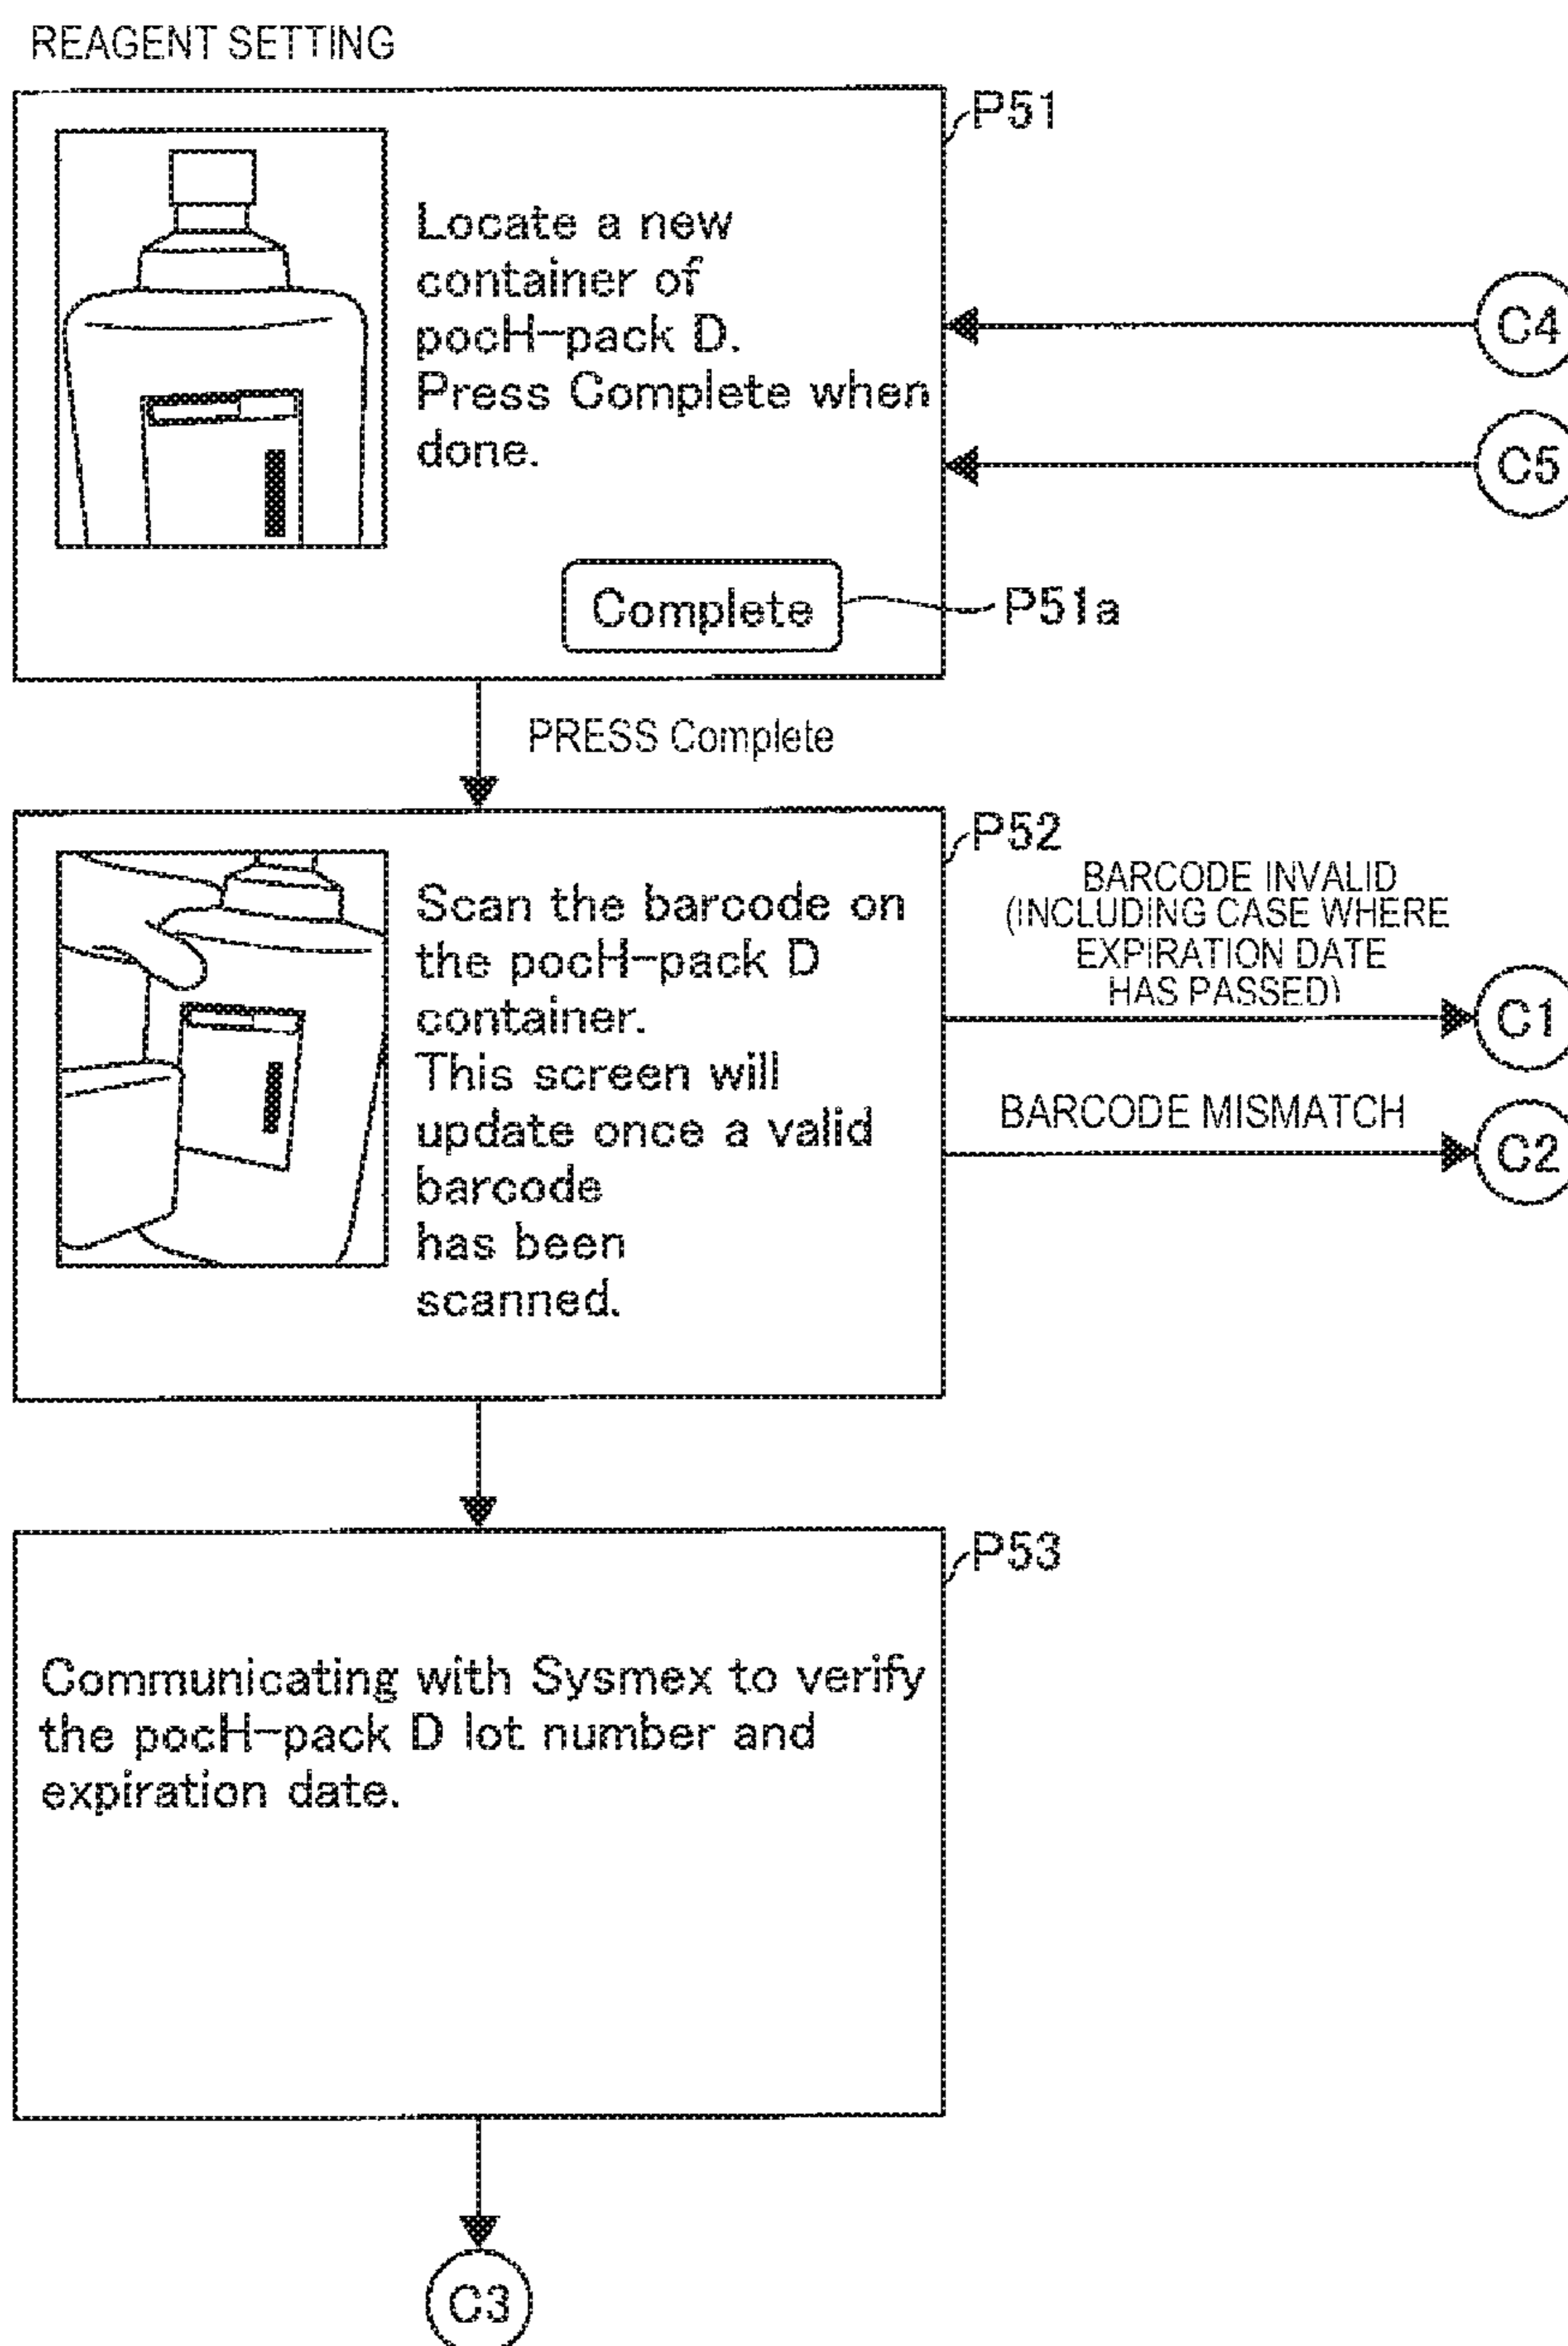 REAGENT SETTING
P51
Locate a new
container of
pocH-pack D.
Press Complete when
done.
C4
C5
Complete
P51a
PRESS Complete
P52
Scan the barcode on
the pocH-pack D
container.
This screen will
update once a valid
barcode
has been
scanned.
BARCODE INVALID
(INCLUDING CASE WHERE
EXPIRATION DATE
HAS PASSED)
C1
BARCODE MISMATCH
C2
P53
Communicating with Sysmex to verify
the pocH-pack D lot number and
expiration date.
C3